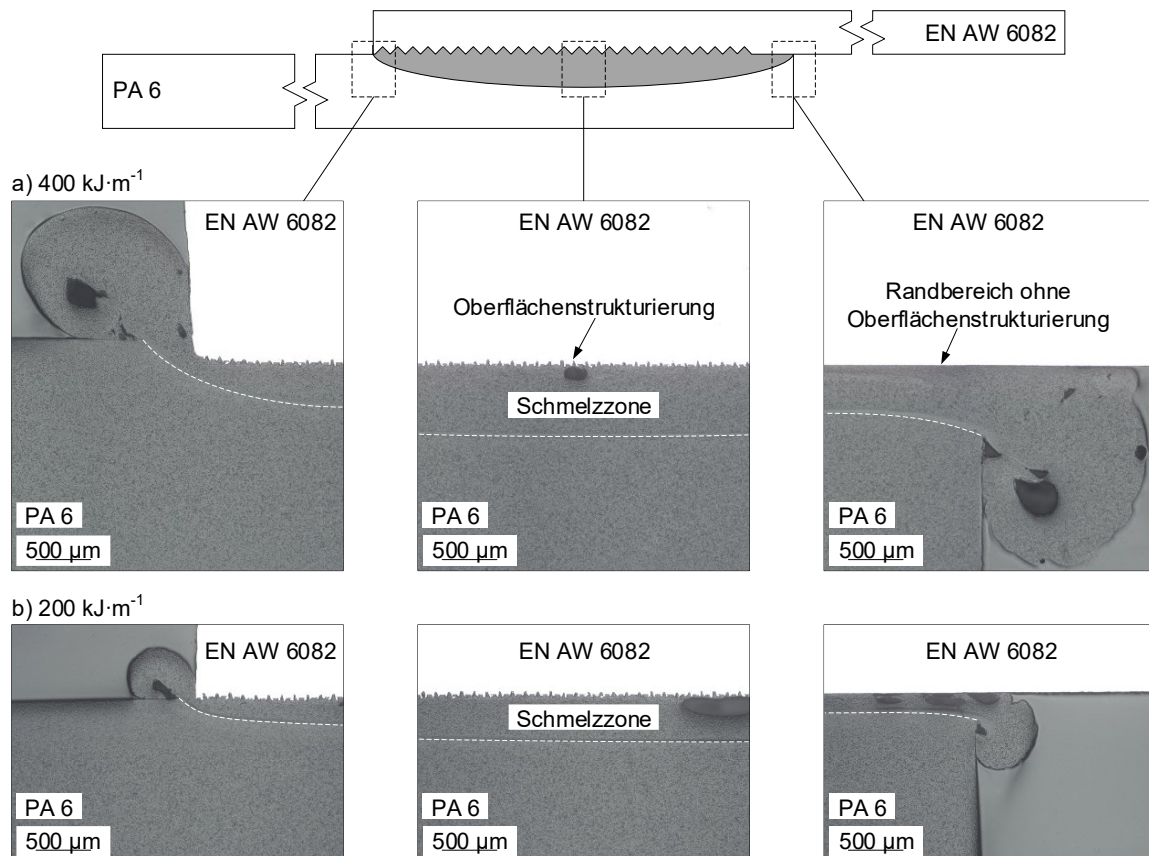 EN AW 6082
PA 6
a) 400 kJ·m⁻¹
EN AW 6082
EN AW 6082
EN AW 6082
Oberflächenstrukturierung
Randbereich ohne
Oberflächenstrukturierung
Schmelzzone
PA 6
500 µm
PA 6
500 µm
PA 6
500 µm
b) 200 kJ·m⁻¹
EN AW 6082
EN AW 6082
EN AW 6082
Schmelzzone
PA 6
500 µm
PA 6
500 µm
PA 6
500 µm